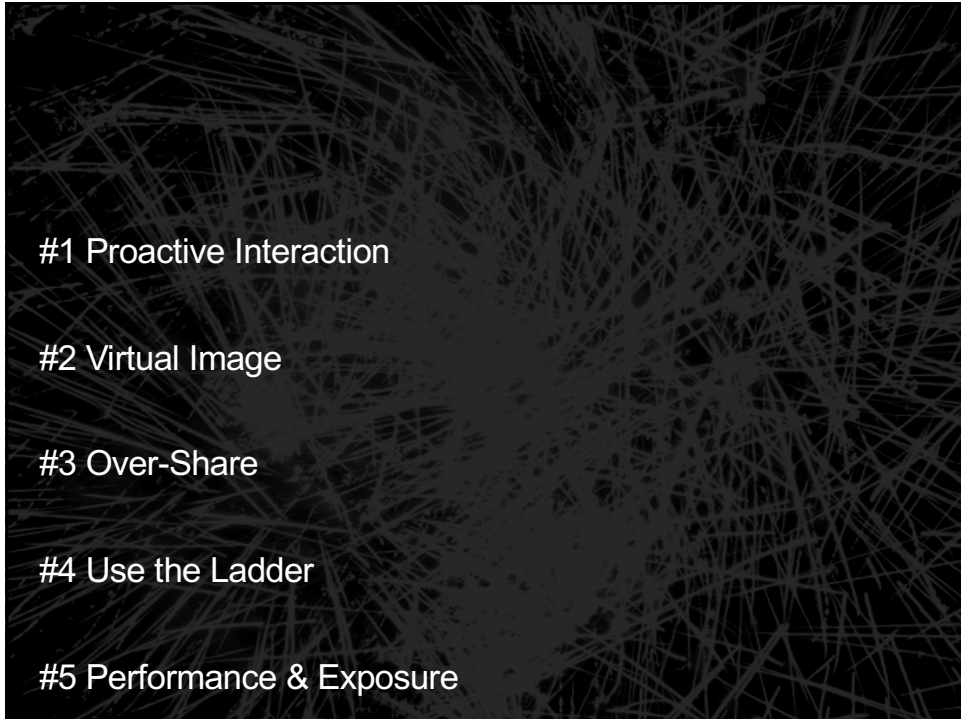 #1 Proactive Interaction
#2 Virtual Image
#3 Over-Share
#4 Use the Ladder
#5 Performance & Exposure